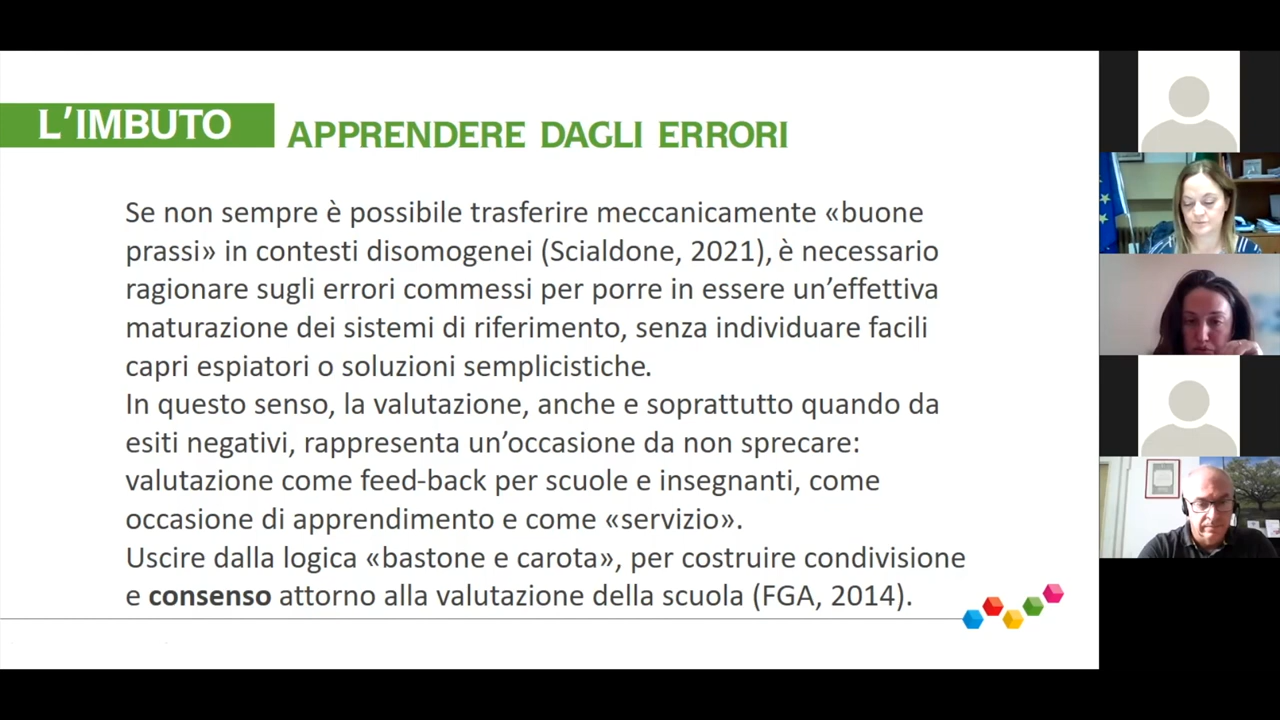 L'IMBUTO
APPRENDERE DAGLI ERRORI
Se non sempre è possibile trasferire meccanicamente «buone
prassi» in contesti disomogenei (Scialdone, 2021), è necessario
ragionare sugli errori commessi per porre in essere un'effettiva
maturazione dei sistemi di riferimento, senza individuare facili
capri espiatori o soluzioni semplicistiche.
In questo senso, la valutazione, anche e soprattutto quando da
esiti negativi, rappresenta un'occasione da non sprecare:
valutazione come feed-back per scuole e insegnanti, come
occasione di apprendimento e come «servizio».
Uscire dalla logica «bastone e carota», per costruire condivisione
e consenso attorno alla valutazione della scuola (FGA, 2014).